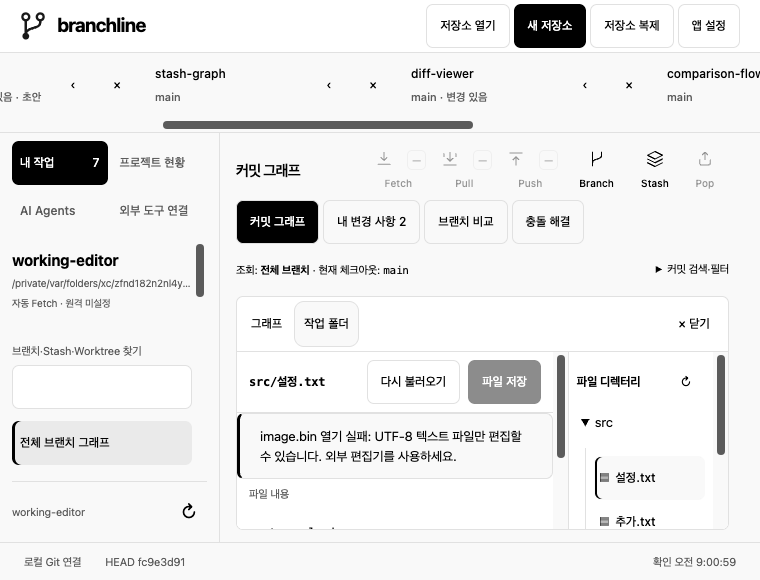 branchline
저장소 열기
새 저장소
저장소 복제
앱 설정
있음 · 초안
stash-graph
main
diff-viewer
main · 변경 있음
comparison-flow
main
내 작업 7
프로젝트 현황
AI Agents
외부 도구 연결
working-editor
/private/var/folders/xc/zfnd182n2nl4y...
자동 Fetch · 원격 미설정
브랜치·Stash·Worktree 찾기
전체 브랜치 그래프
working-editor
커밋 그래프
Fetch
Pull
Push
Branch
Stash
Pop
커밋 그래프
내 변경 사항 2
브랜치 비교
충돌 해결
조회: 전체 브랜치 · 현재 체크아웃: main
▶ 커밋 검색·필터
그래프
작업 폴더
× 닫기
src/설정.txt
다시 불러오기
파일 저장
image.bin 열기 실패: UTF-8 텍스트 파일만 편집할
수 있습니다. 외부 편집기를 사용하세요.
파일 내용
파일 디렉터리
▼ src
설정.txt
추가.txt
로컬 Git 연결
HEAD fc9e3d91
확인 오전 9:00:59